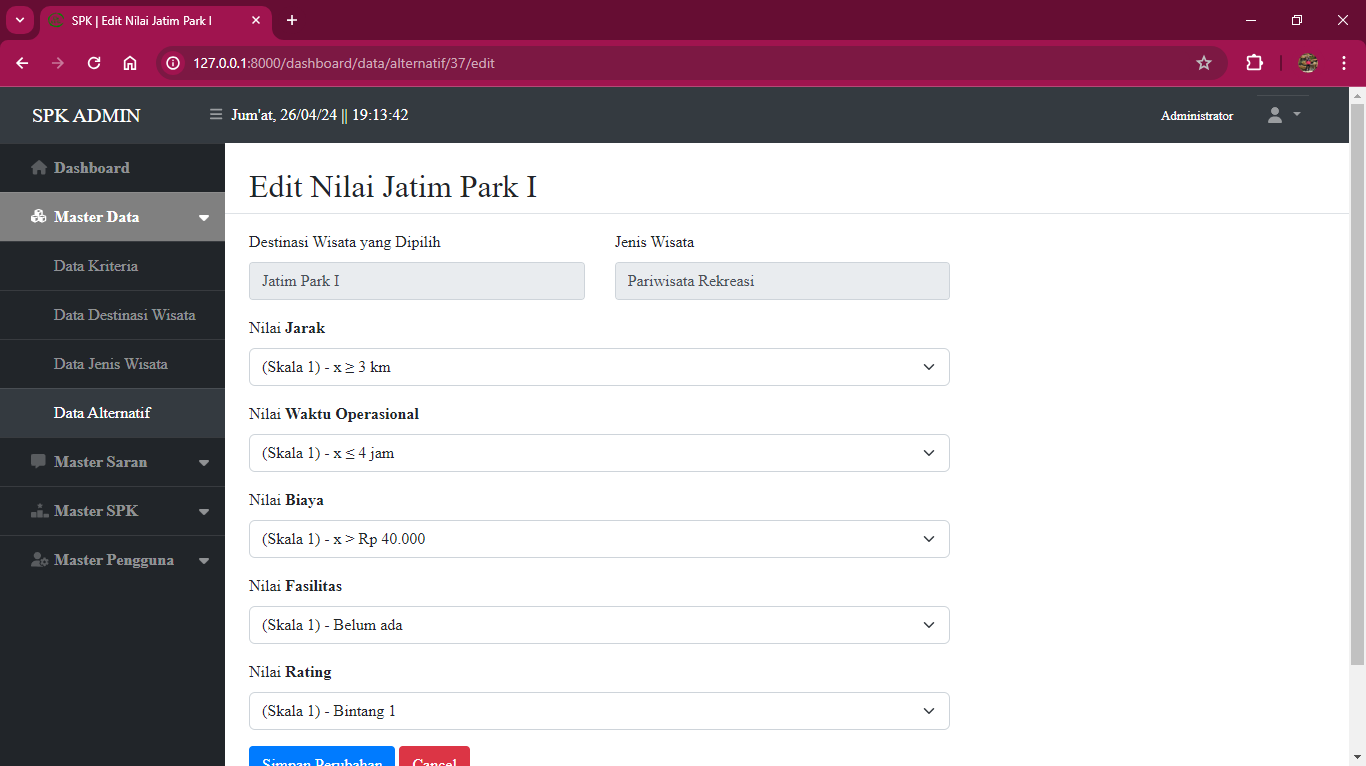 SPK | Edit Nilai Jatim Park I
127.0.0.1:8000/dashboard/data/alternatif/37/edit
SPK ADMIN
Jum'at, 26/04/24 || 19:13:42
Administrator
Dashboard
Master Data
Data Kriteria
Data Destinasi Wisata
Data Jenis Wisata
Data Alternatif
Master Saran
Master SPK
Master Pengguna
Edit Nilai Jatim Park I
Destinasi Wisata yang Dipilih
Jenis Wisata
Jatim Park I
Pariwisata Rekreasi
Nilai Jarak
(Skala 1) - x ≥ 3 km
Nilai Waktu Operasional
(Skala 1) - x ≤ 4 jam
Nilai Biaya
(Skala 1) - x > Rp 40.000
Nilai Fasilitas
(Skala 1) - Belum ada
Nilai Rating
(Skala 1) - Bintang 1
Simpan Perubahan
Cancel